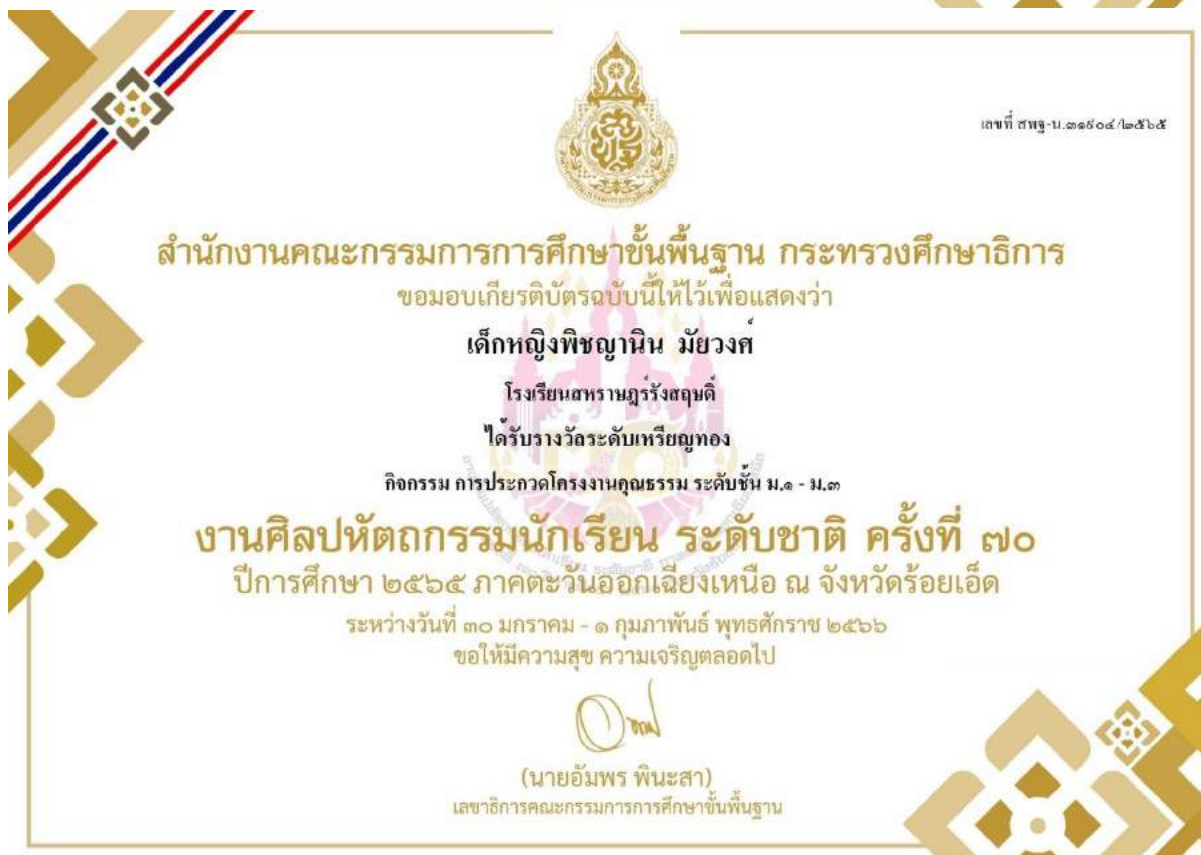 เลขที่ สพฐ-น.๓๑๙๐๔/๒๕๖๕
สำนักงานคณะกรรมการการศึกษาขั้นพื้นฐาน กระทรวงศึกษาธิการ
ขอมอบเกียรติบัตรฉบับนี้ให้ไว้เพื่อแสดงว่า
เด็กหญิงพิชญานิน มัยวงศ์
โรงเรียนสหราษฎร์รังสฤษดิ์
ได้รับรางวัลระดับเหรียญทอง
กิจกรรม การประกวดโครงงานคุณธรรม ระดับชั้น ม.๑ - ม.๓
งานศิลปหัตถกรรมนักเรียน ระดับชาติ ครั้งที่ ๗๐
ปีการศึกษา ๒๕๖๕ ภาคตะวันออกเฉียงเหนือ ณ จังหวัดร้อยเอ็ด
ระหว่างวันที่ ๓๐ มกราคม - ๑ กุมภาพันธ์ พุทธศักราช ๒๕๖๖
ขอให้มีความสุข ความเจริญตลอดไป
(นายอัมพร พินะสา)
เลขาธิการคณะกรรมการการศึกษาขั้นพื้นฐาน